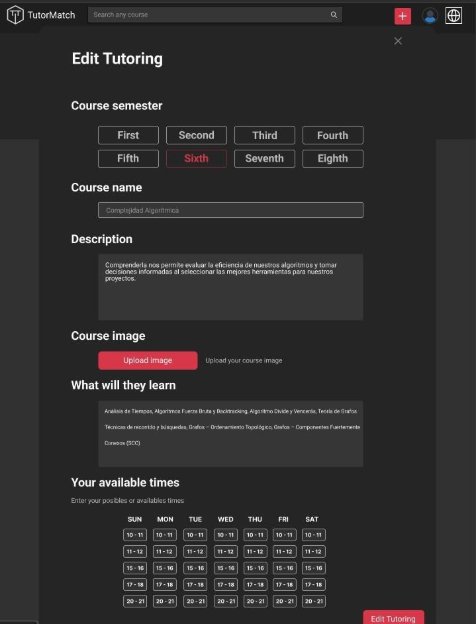 TutorMatch
Search any course
Edit Tutoring
Course semester
First Second Third Fourth
Fifth Sixth Seventh Eighth
Course name
Complejidad Algorítmica
Description
Comprenderla nos permite evaluar la eficiencia de nuestros algoritmos y tomar
decisiones informadas al seleccionar las mejores herramientas para nuestros
proyectos.
Course image
Upload image Upload your course image
What will they learn
Análisis de Tiempos, Algoritmos Fuerza Bruta y Backtracking, Algoritmo Divide y Vencerás, Teoría de Grafos
Técnicas de recorrido y búsquedas, Grafos – Ordenamiento Topológico, Grafos – Componentes Fuertemente
Conexos (SCC)
Your available times
Enter your posibles or availables times
SUN MON TUE WED THU FRI SAT
10 - 11 10 - 11 10 - 11 10 - 11 10 - 11 10 - 11 10 - 11
11 - 12 11 - 12 11 - 12 11 - 12 11 - 12 11 - 12 11 - 12
15 - 16 15 - 16 15 - 16 15 - 16 15 - 16 15 - 16 15 - 16
17 - 18 17 - 18 17 - 18 17 - 18 17 - 18 17 - 18 17 - 18
20 - 21 20 - 21 20 - 21 20 - 21 20 - 21 20 - 21 20 - 21
Edit Tutoring